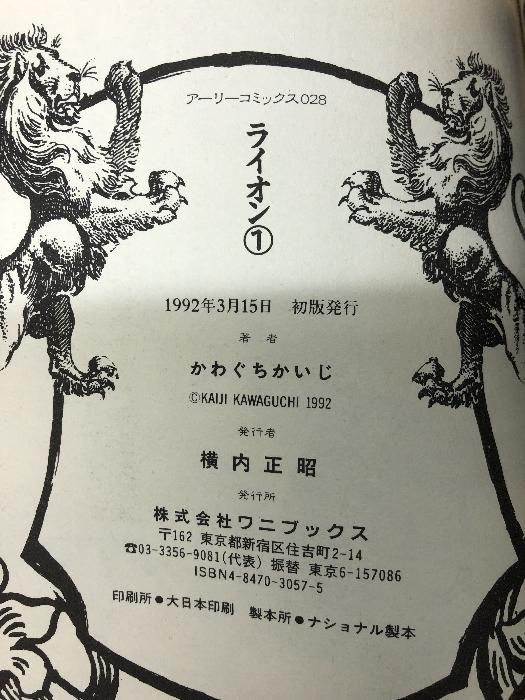 アーリーコミックス028
ライオン①
1992年3月15日　初版発行
著　者
かわぐちかいじ
©KAIJI KAWAGUCHI 1992
発行者
横内正昭
発行所
株式会社ワニブックス
〒162 東京都新宿区住吉町2-14
☎03-3356-9081(代表) 振替 東京6-157086
ISBN4-8470-3057-5
印刷所●大日本印刷　製本所●ナショナル製本